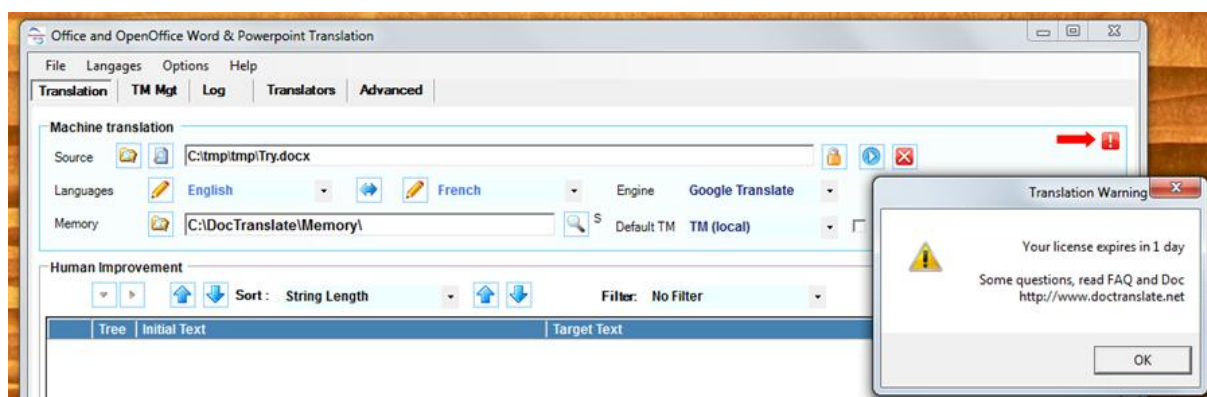 Office and OpenOffice Word & Powerpoint Translation
File Langages Options Help
Translation TM Mgt Log Translators Advanced
Machine translation
Source C:\tmp\tmp\Try.docx
Languages English French Engine Google Translate
Memory C:\DocTranslate\Memory\ S Default TM TM (local)
Translation Warning
Your license expires in 1 day
Some questions, read FAQ and Doc
http://www.doctranslate.net
OK
Human Improvement
Sort : String Length Filter: No Filter
Tree Initial Text Target Text